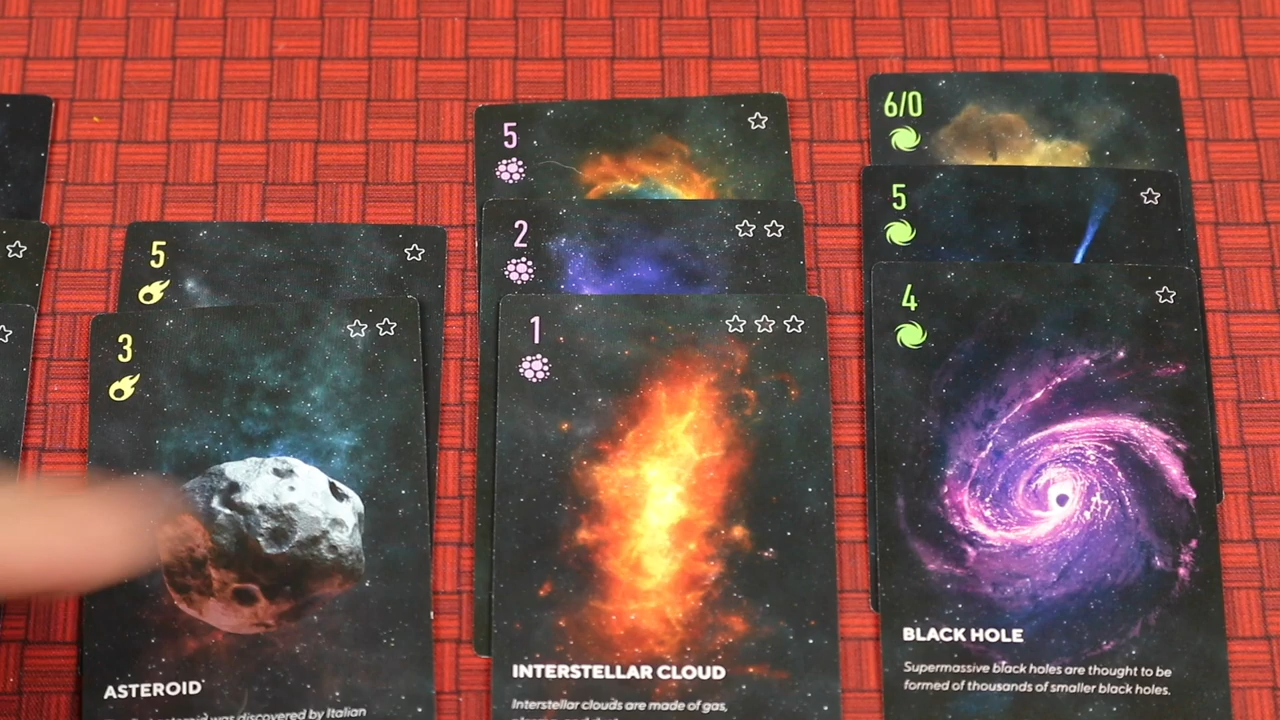 5
3
ASTEROID
asteroid was discovered by Italian
5
2
1
INTERSTELLAR CLOUD
Interstellar clouds are made of gas,
6/0
5
4
BLACK HOLE
Supermassive black holes are thought to be
formed of thousands of smaller black holes.